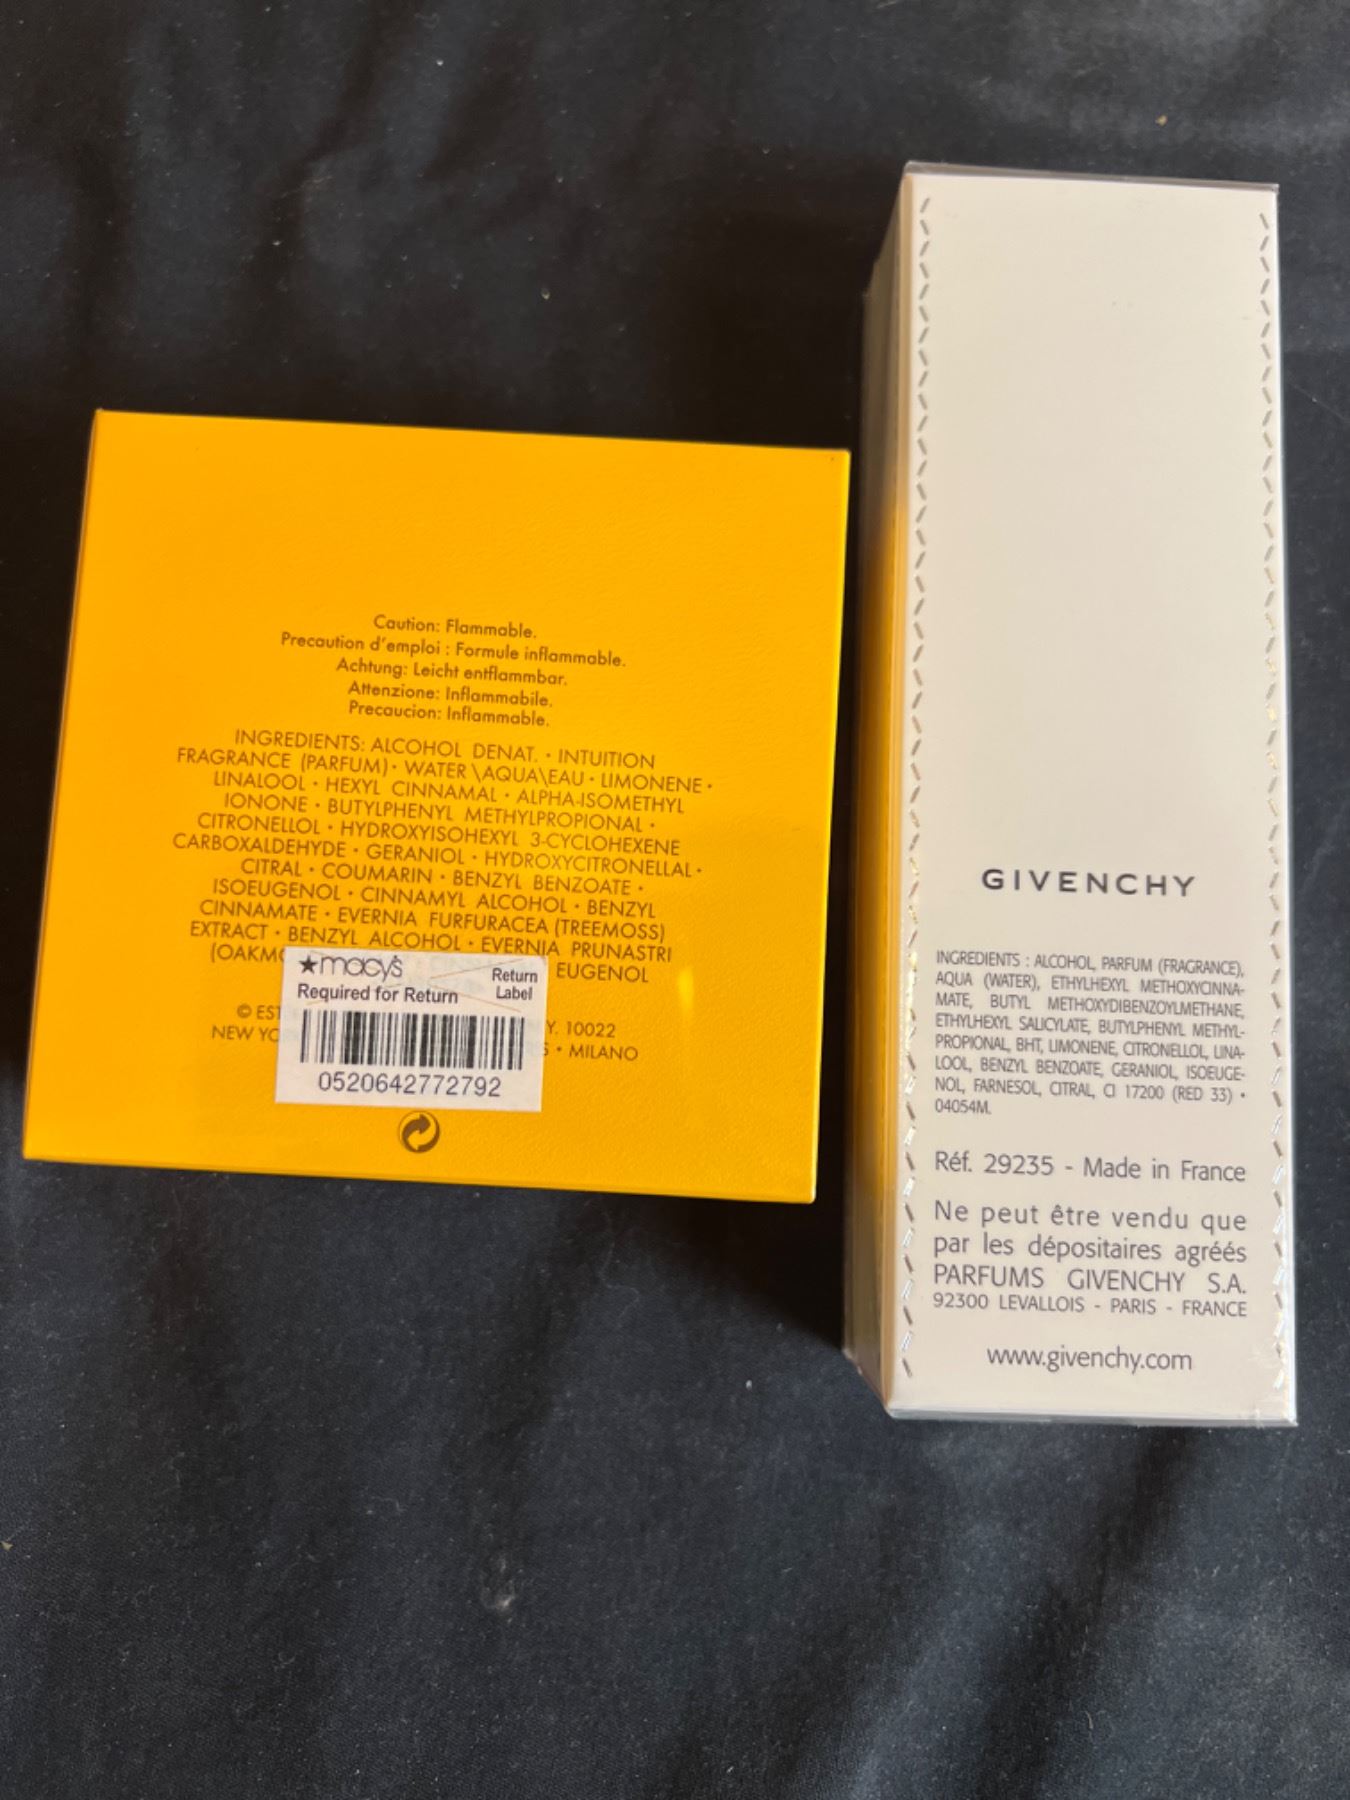 Caution: Flammable.
Precaution d'emploi : Formule inflammable.
Achtung: Leicht entflammbar.
Attenzione: Inflammabile.
Precaucion: Inflammable.
INGREDIENTS: ALCOHOL DENAT. • INTUITION
FRAGRANCE (PARFUM) • WATER\AQUA\EAU • LIMONENE •
LINALOOL • HEXYL CINNAMAL • ALPHA-ISOMETHYL
IONONE • BUTYLPHENYL METHYLPROPIONAL •
CITRONELLOL • HYDROXYISOHEXYL 3-CYCLOHEXENE
CARBOXALDEHYDE • GERANIOL • HYDROXYCITRONELLAL •
CITRAL • COUMARIN • BENZYL BENZOATE •
ISOEUGENOL • CINNAMYL ALCOHOL • BENZYL
CINNAMATE • EVERNIA FURFURACEA (TREEMOSS)
EXTRACT • BENZYL ALCOHOL • EVERNIA PRUNASTRI
EUGENOL
© 10022
NEW • MILANO
★macy's Return
Required for Return Label
0520642772792
GIVENCHY
INGREDIENTS : ALCOHOL, PARFUM (FRAGRANCE),
AQUA (WATER), ETHYLHEXYL METHOXYCINNA-
MATE, BUTYL METHOXYDIBENZOYLMETHANE,
ETHYLHEXYL SALICYLATE, BUTYLPHENYL METHYL-
PROPIONAL, BHT, LIMONENE, CITRONELLOL, LINA-
LOOL, BENZYL BENZOATE, GERANIOL, ISOEUGE-
NOL, FARNESOL, CITRAL, CI 17200 (RED 33) •
04054M.
Réf. 29235 - Made in France
Ne peut être vendu que
par les dépositaires agréés
PARFUMS GIVENCHY S.A.
92300 LEVALLOIS - PARIS - FRANCE
www.givenchy.com